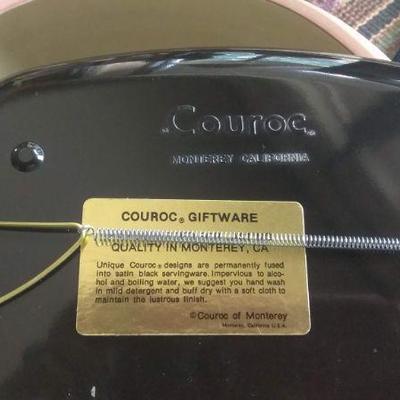 Couroc®
MONTEREY CALIFORNIA
COUROC® GIFTWARE
QUALITY IN MONTEREY, CA
Unique Couroc® designs are permanently fused
into satin black servingware. Impervious to alco-
hol and boiling water, we suggest you hand wash
in mild detergent and buff dry with a soft cloth to
maintain the lustrous finish.
©Couroc of Monterey
Monterey, California U.S.A.